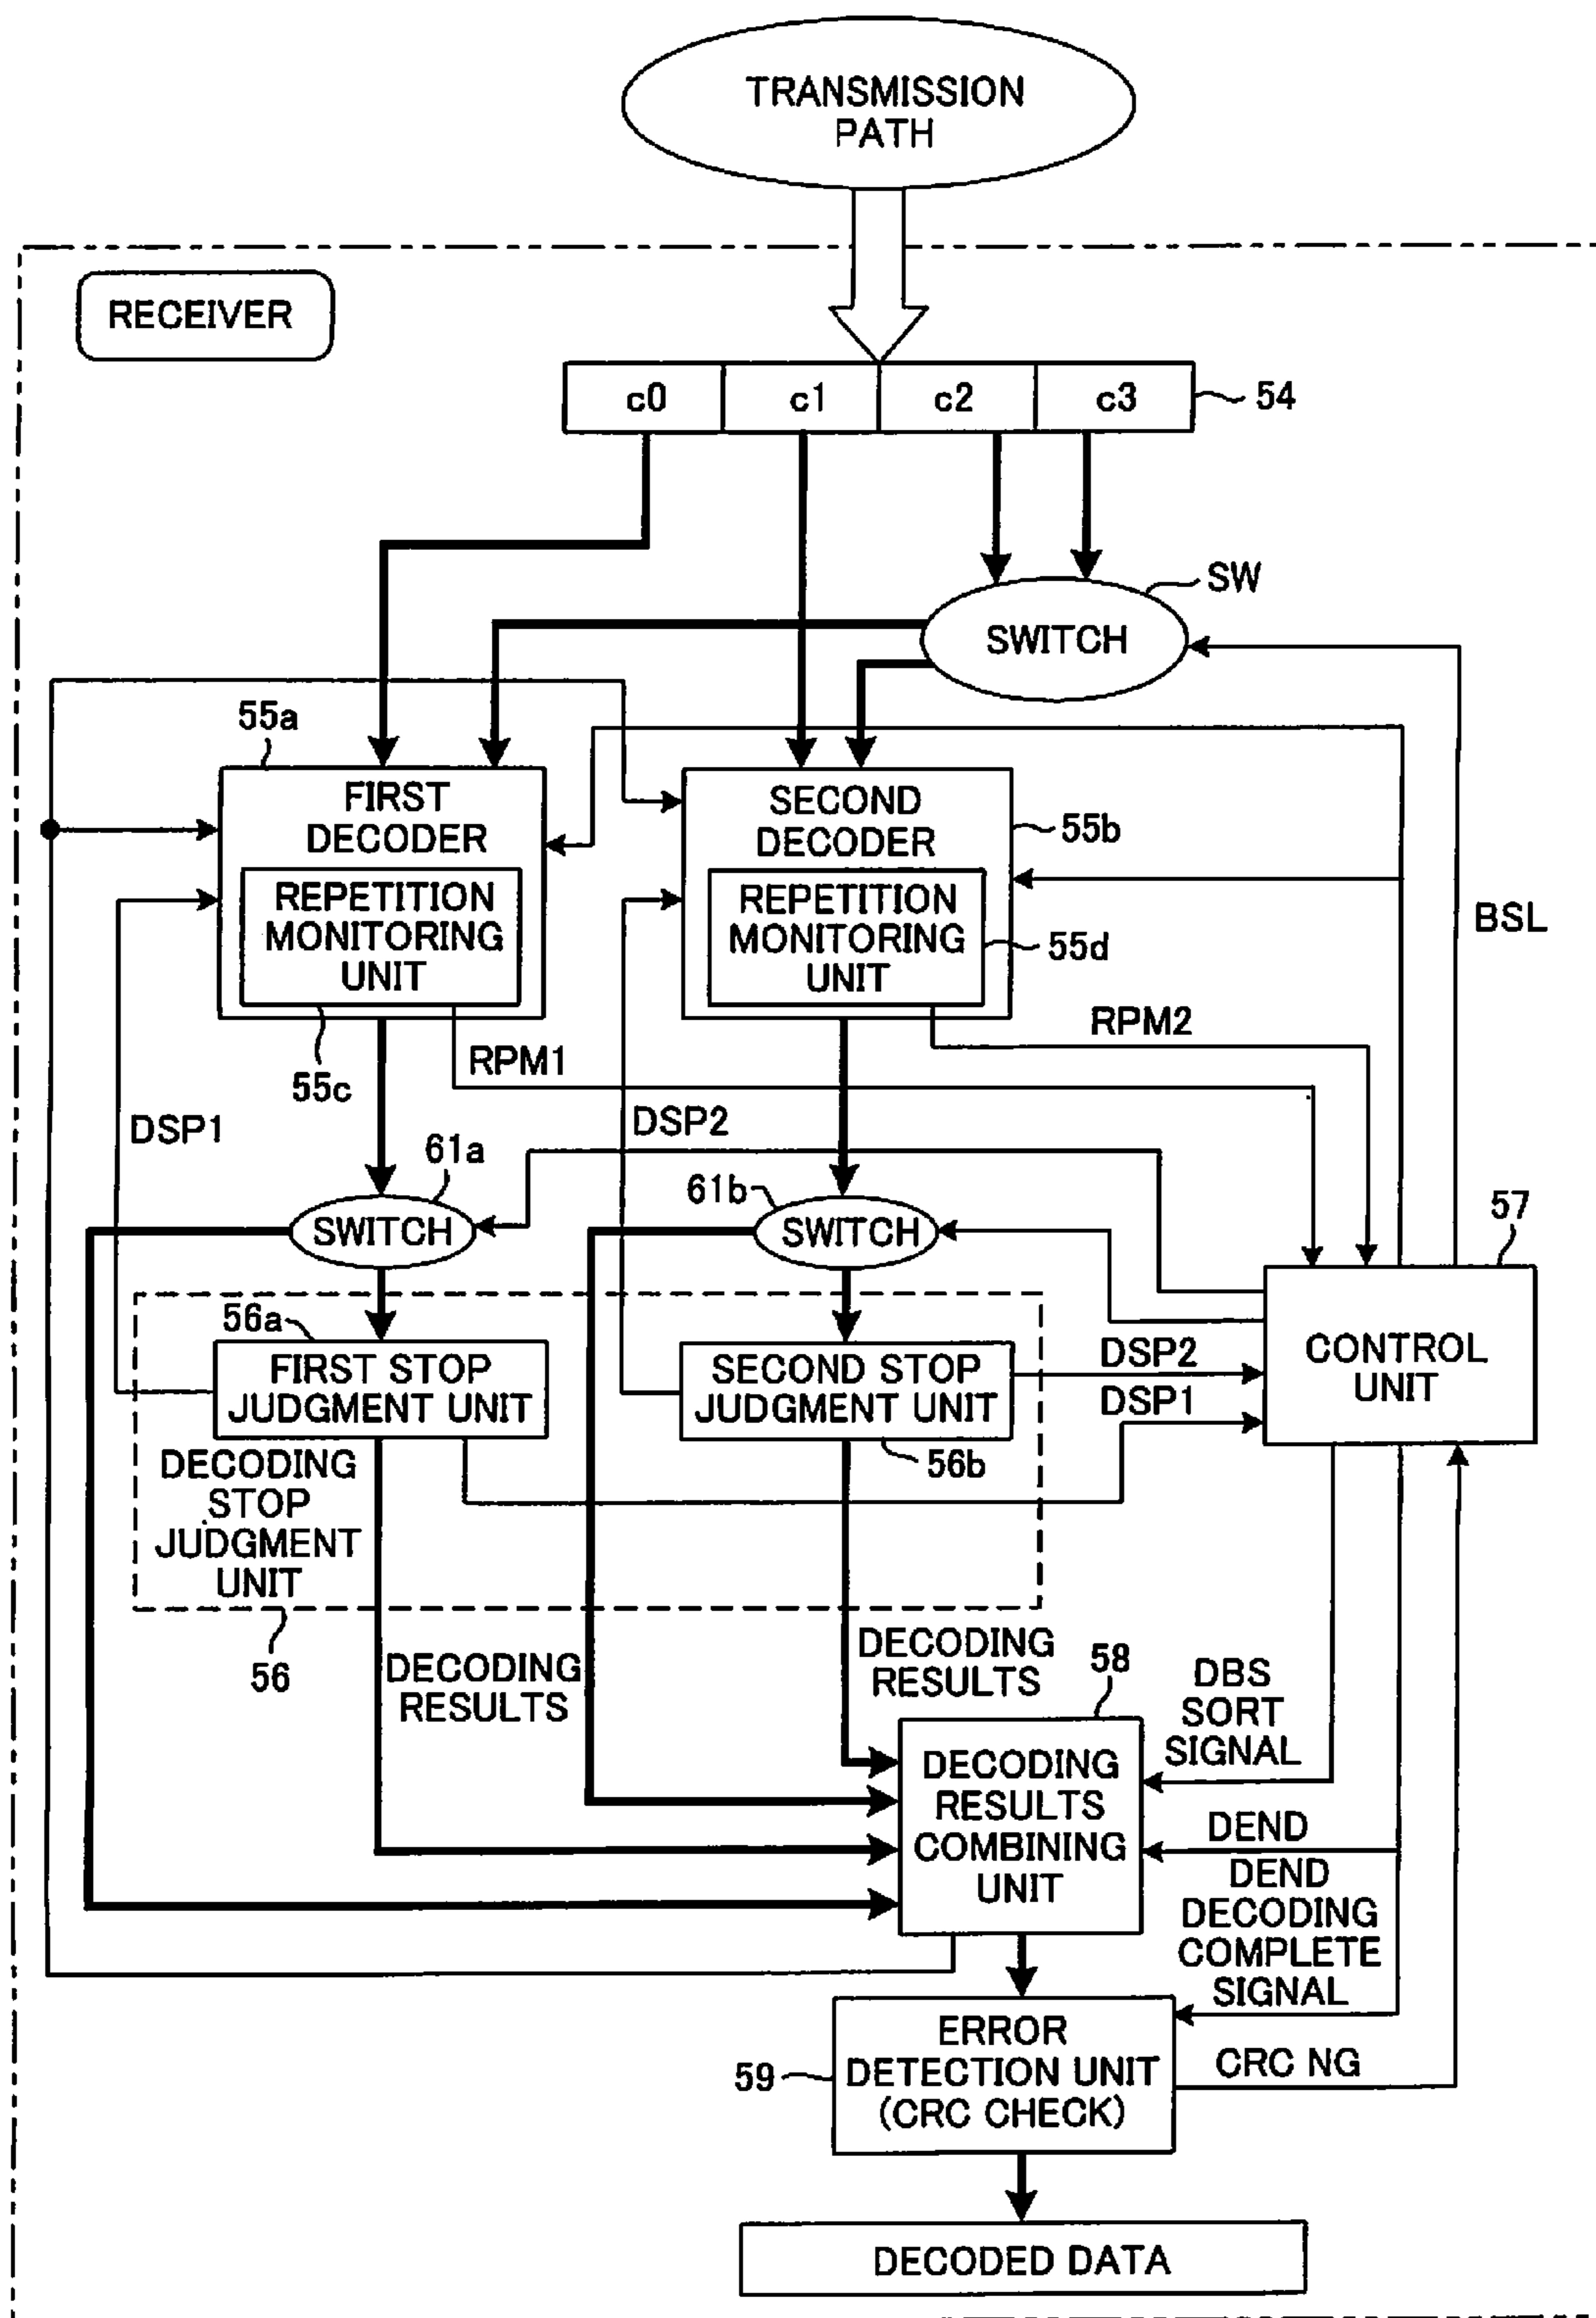 TRANSMISSION
PATH
RECEIVER
c0
c1
c2
c3
54
SW
SWITCH
55a
FIRST
DECODER
REPETITION
MONITORING
UNIT
SECOND
DECODER
55b
REPETITION
MONITORING
UNIT
55d
BSL
RPM2
RPM1
55c
DSP1
DSP2
61a
61b
SWITCH
SWITCH
57
CONTROL
UNIT
56a
FIRST STOP
JUDGMENT UNIT
SECOND STOP
JUDGMENT UNIT
DSP2
DSP1
56b
DECODING
STOP
JUDGMENT
UNIT
56
DECODING
RESULTS
DECODING
RESULTS
58
DBS
SORT
SIGNAL
DECODING
RESULTS
COMBINING
UNIT
DEND
DEND
DECODING
COMPLETE
SIGNAL
59
ERROR
DETECTION UNIT
(CRC CHECK)
CRC NG
DECODED DATA